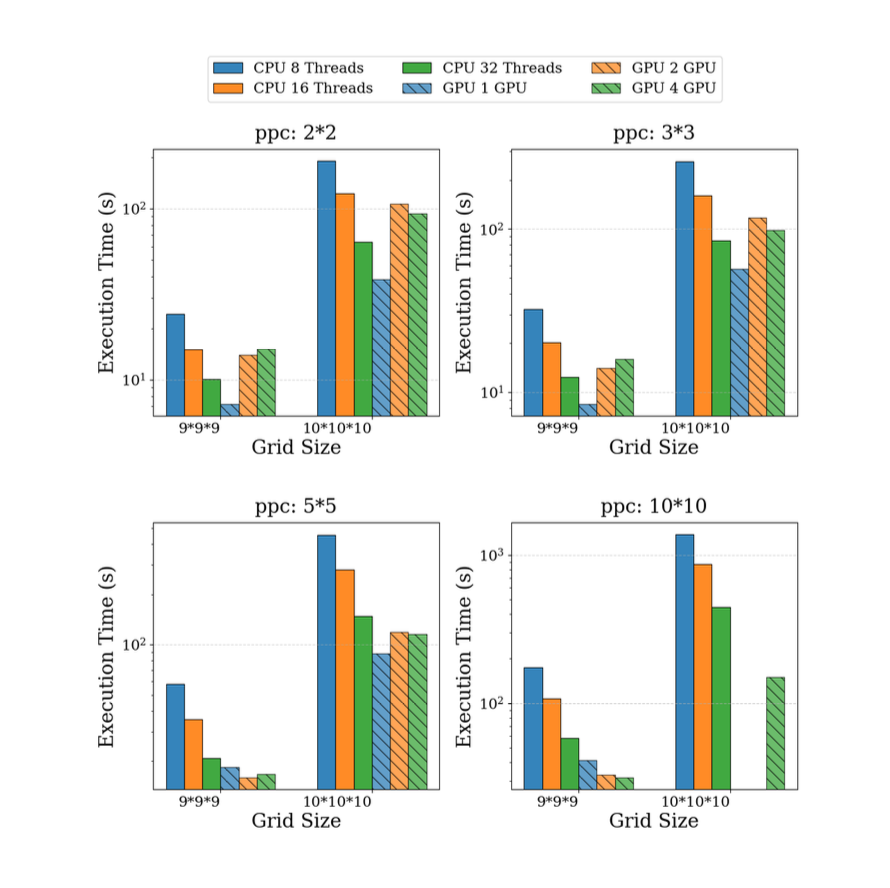 CPU 8 Threads CPU 32 Threads GPU 2 GPU
CPU 16 Threads GPU 1 GPU GPU 4 GPU
ppc: 2*2
Execution Time (s)
10²
10¹
9*9*9 10*10*10
Grid Size
ppc: 3*3
Execution Time (s)
10²
10¹
9*9*9 10*10*10
Grid Size
ppc: 5*5
Execution Time (s)
10²
9*9*9 10*10*10
Grid Size
ppc: 10*10
Execution Time (s)
10³
10²
9*9*9 10*10*10
Grid Size